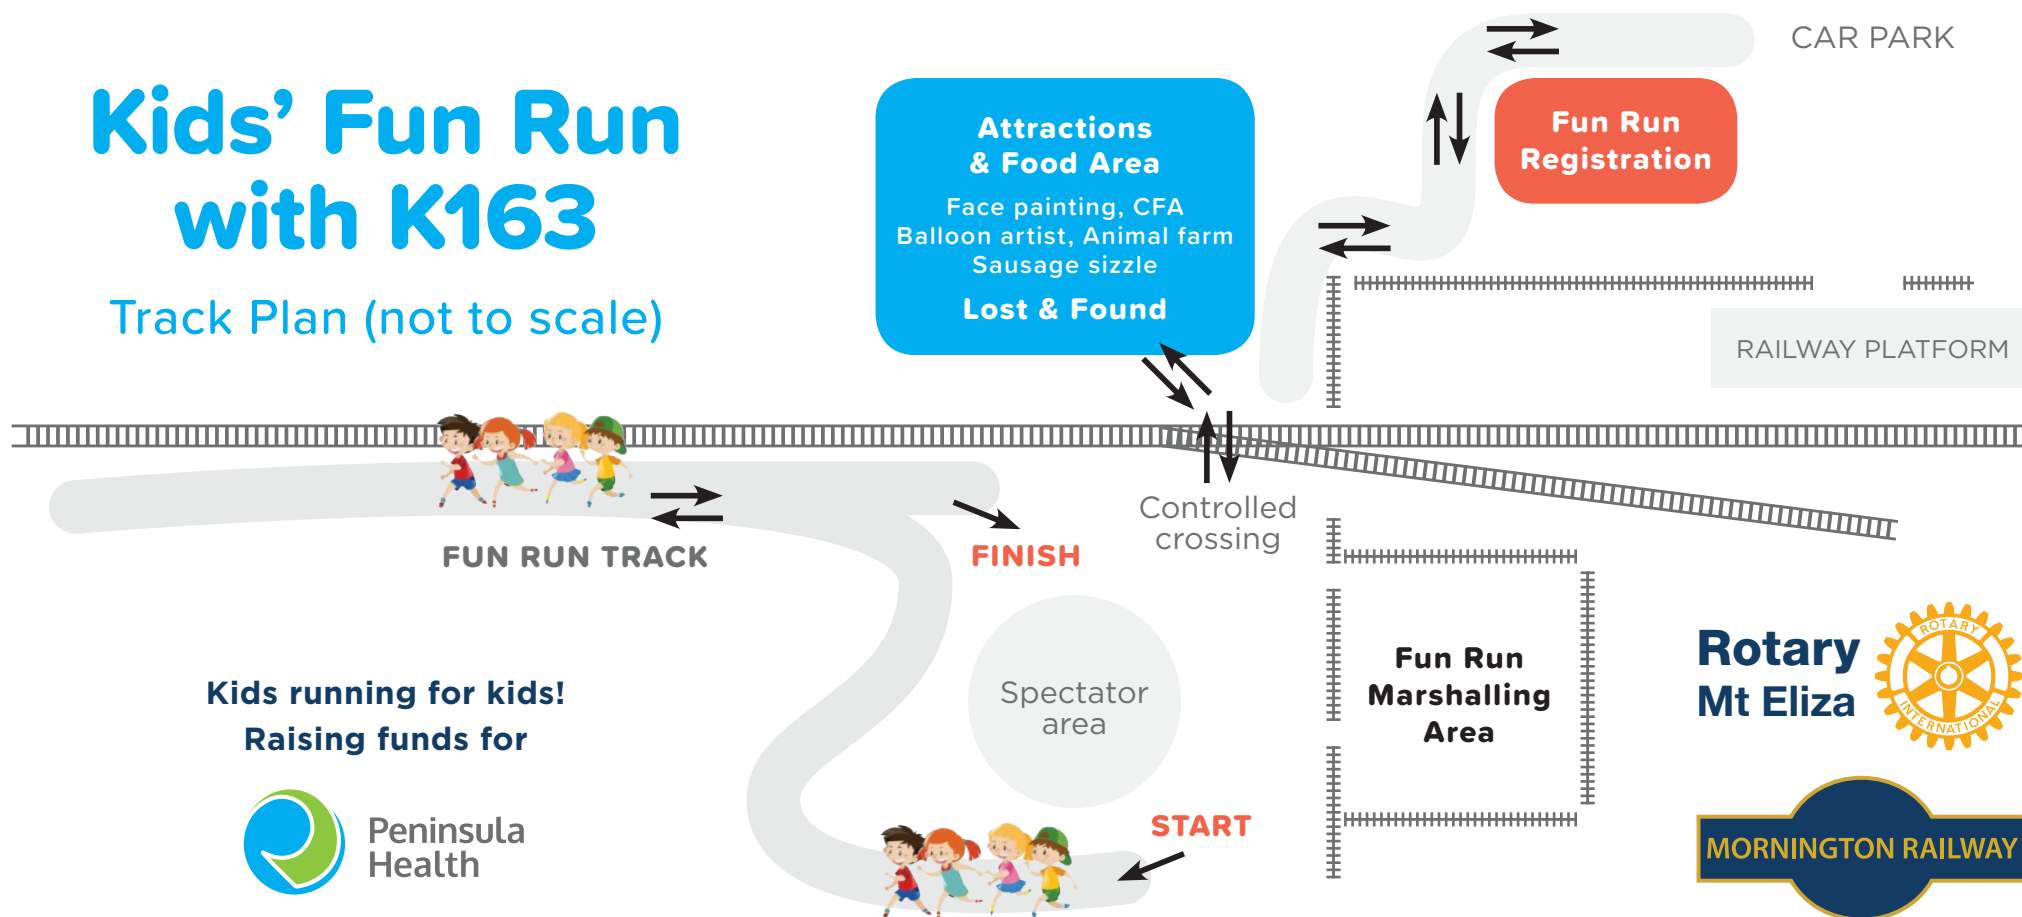 Kids' Fun Run
with K163
Track Plan (not to scale)
Attractions
& Food Area
Face painting, CFA
Balloon artist, Animal farm
Sausage sizzle
Lost & Found
CAR PARK
Fun Run
Registration
RAILWAY PLATFORM
Controlled
crossing
FUN RUN TRACK
FINISH
Spectator
area
START
Fun Run
Marshalling
Area
Kids running for kids!
Raising funds for
Peninsula
Health
Rotary
Mt Eliza
ROTARY
INTERNATIONAL
MORNINGTON RAILWAY